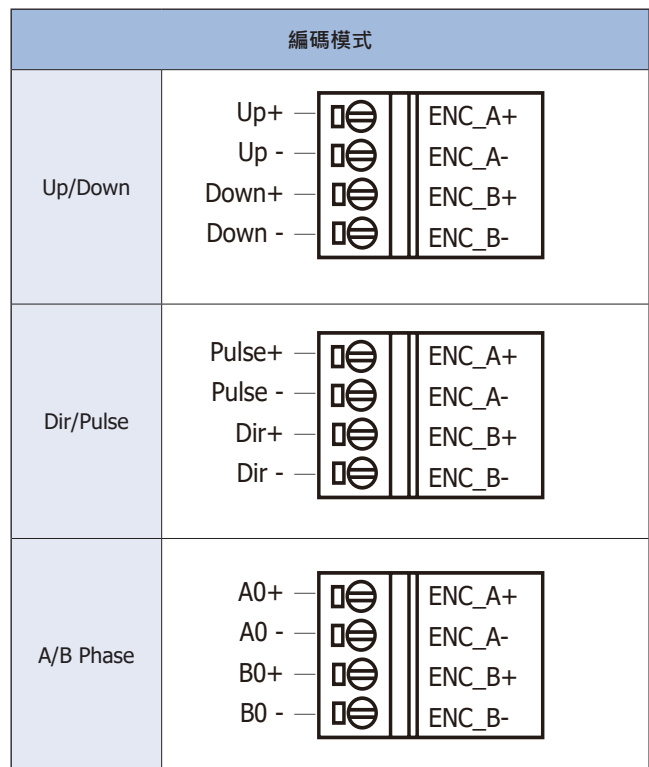 編碼模式
Up/Down
Up+ ENC_A+
Up - ENC_A-
Down+ ENC_B+
Down - ENC_B-
Dir/Pulse
Pulse+ ENC_A+
Pulse - ENC_A-
Dir+ ENC_B+
Dir - ENC_B-
A/B Phase
A0+ ENC_A+
A0 - ENC_A-
B0+ ENC_B+
B0 - ENC_B-